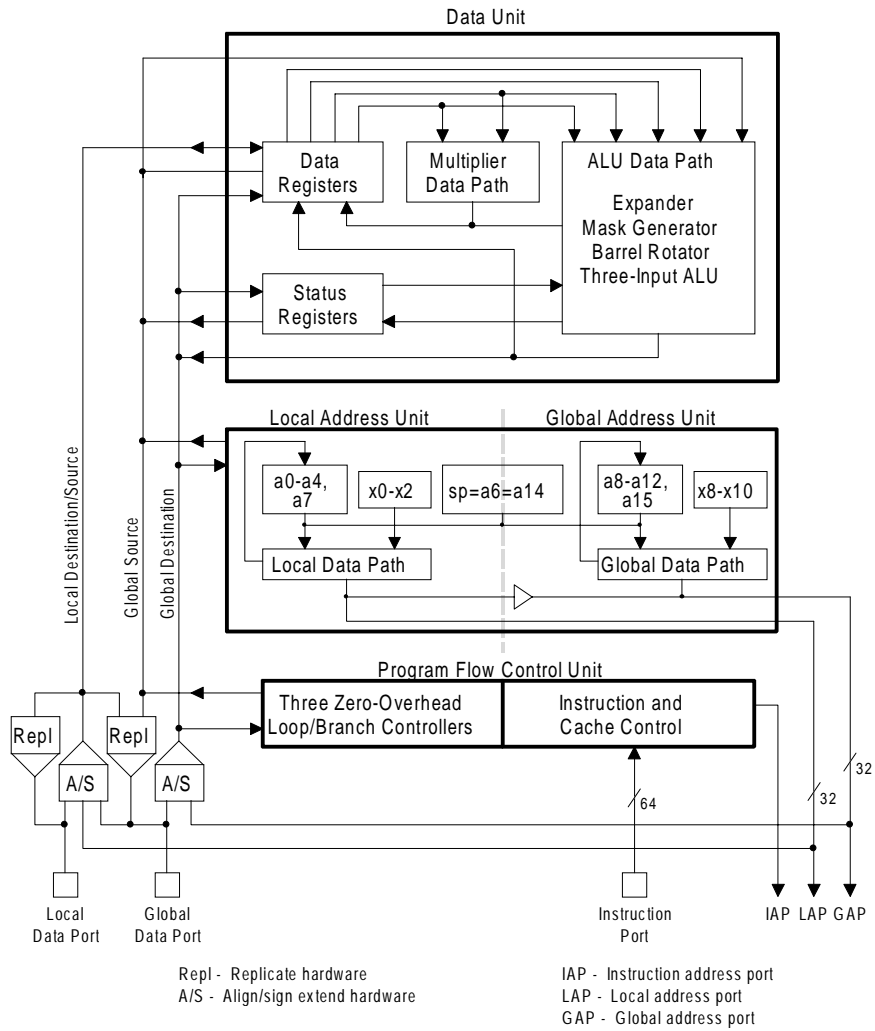 Data Unit
Data
Registers
Multiplier
Data Path
ALU Data Path
Expander
Mask Generator
Barrel Rotator
Three-Input ALU
Status
Registers
Local Address Unit
Global Address Unit
a0-a4,
a7
x0-x2
sp=a6=a14
a8-a12,
a15
x8-x10
Local Data Path
Global Data Path
Local Destination/Source
Global Source
Global Destination
Program Flow Control Unit
Three Zero-Overhead
Loop/Branch Controllers
Instruction and
Cache Control
Repl
Repl
A/S
A/S
64
32
32
Local
Data Port
Global
Data Port
Instruction
Port
IAP LAP GAP
Repl - Replicate hardware
A/S - Align/sign extend hardware
IAP - Instruction address port
LAP - Local address port
GAP - Global address port